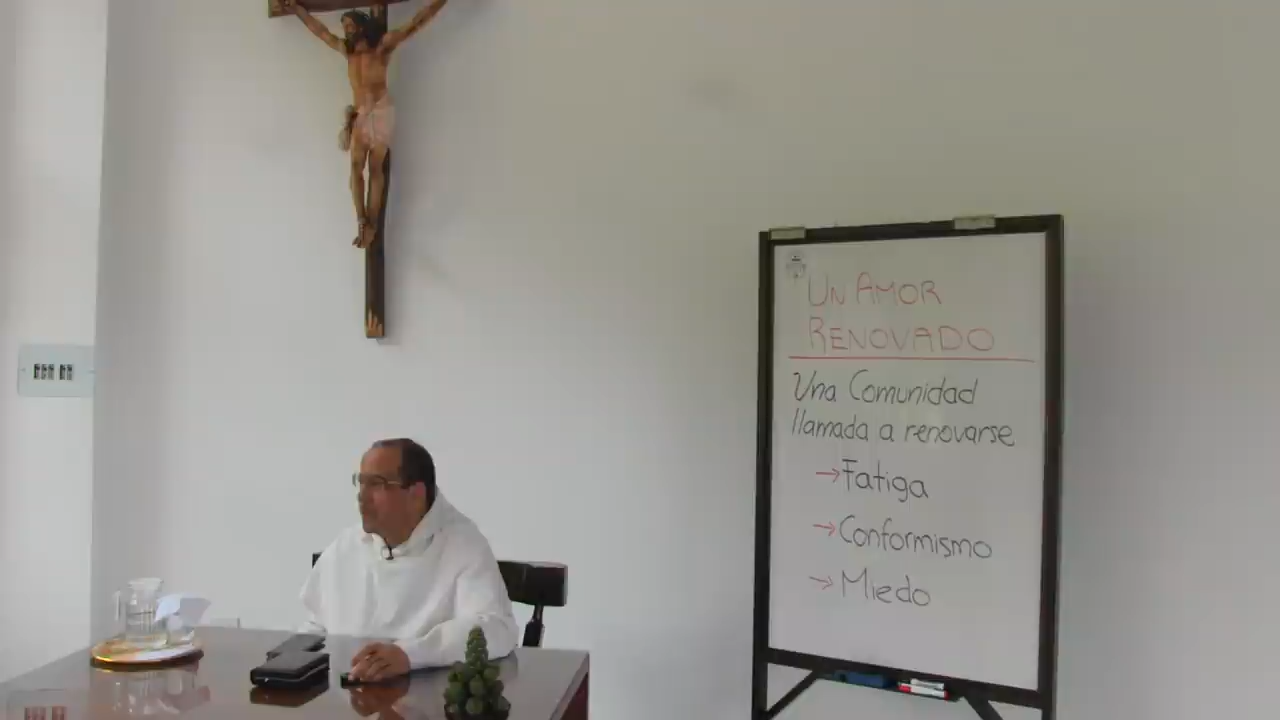 UN AMOR
RENOVADO
Una Comunidad
llamada a renovarse
→Fatiga
→Conformismo
→Miedo